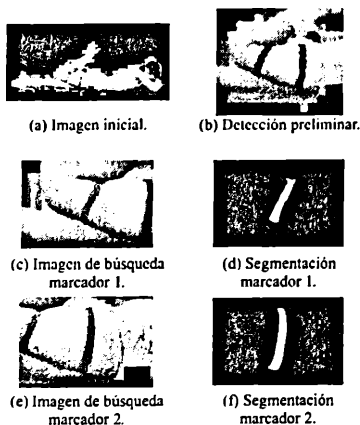 (a) Imagen inicial.
(b) Detección preliminar.
(c) Imagen de búsqueda
marcador 1.
(d) Segmentación
marcador 1.
(e) Imagen de búsqueda
marcador 2.
(f) Segmentación
marcador 2.